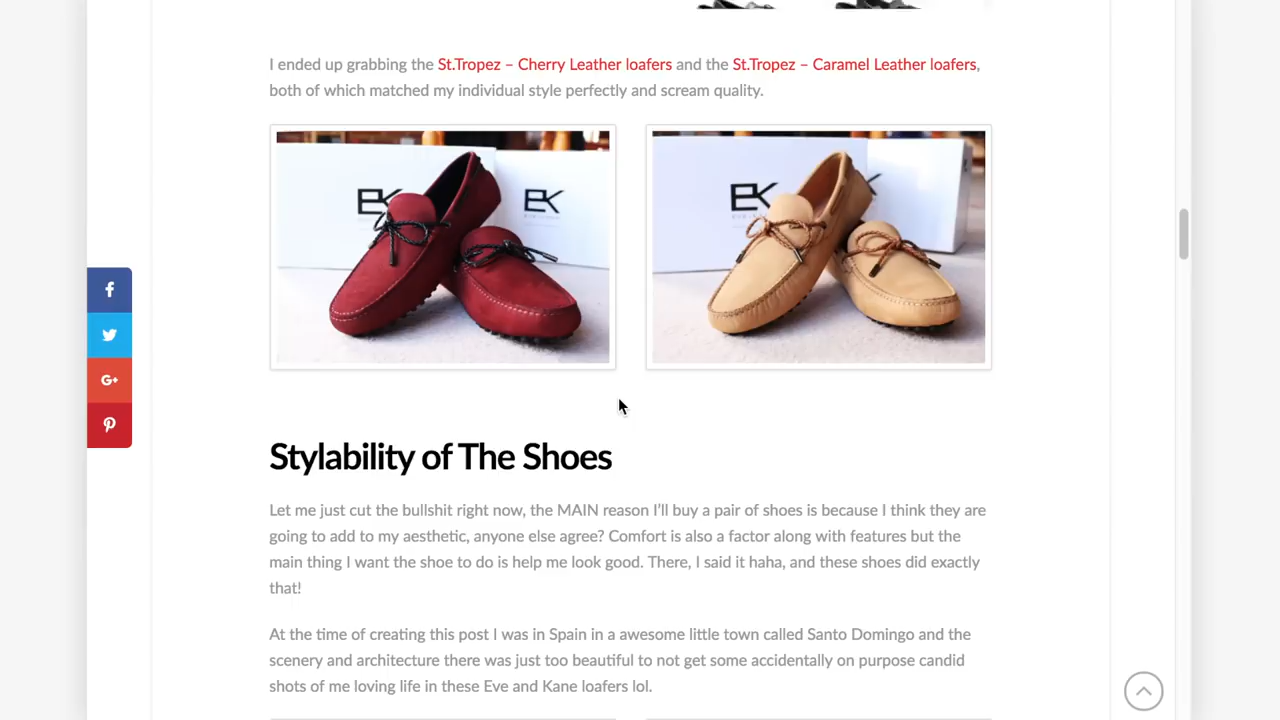 I ended up grabbing the St.Tropez – Cherry Leather loafers and the St.Tropez – Caramel Leather loafers,
both of which matched my individual style perfectly and scream quality.
EK
EK
EK
Stylability of The Shoes
Let me just cut the bullshit right now, the MAIN reason I’ll buy a pair of shoes is because I think they are
going to add to my aesthetic, anyone else agree? Comfort is also a factor along with features but the
main thing I want the shoe to do is help me look good. There, I said it haha, and these shoes did exactly
that!
At the time of creating this post I was in Spain in a awesome little town called Santo Domingo and the
scenery and architecture there was just too beautiful to not get some accidentally on purpose candid
shots of me loving life in these Eve and Kane loafers lol.